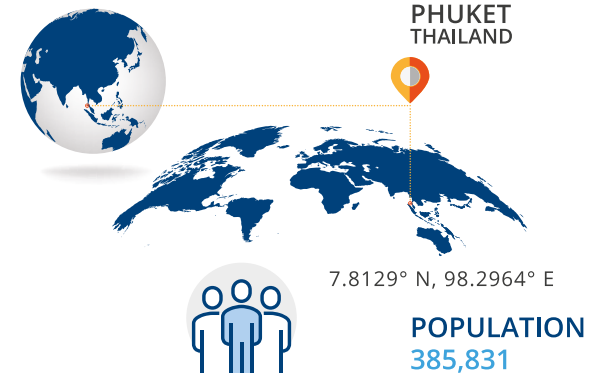 PHUKET
THAILAND
7.8129° N, 98.2964° E
POPULATION
385,831